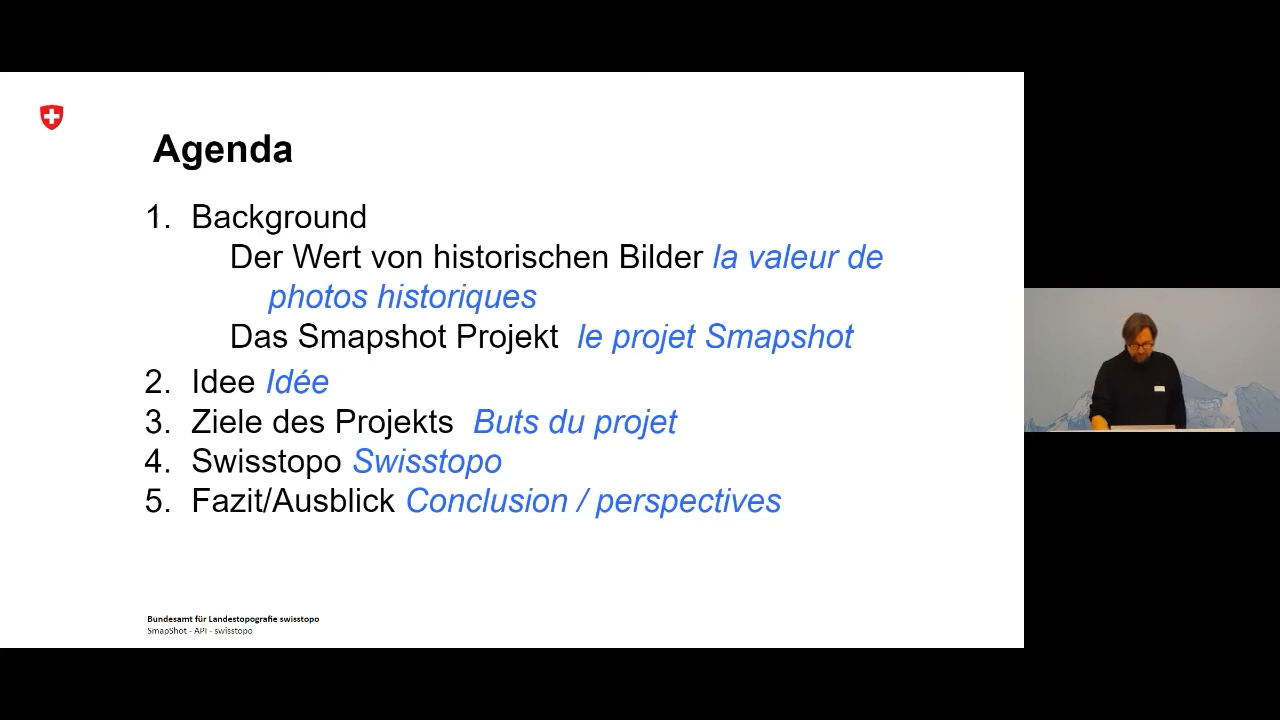 Agenda
1. Background
Der Wert von historischen Bilder la valeur de
photos historiques
Das Smapshot Projekt le projet Smapshot
2. Idee Idée
3. Ziele des Projekts Buts du projet
4. Swisstopo Swisstopo
5. Fazit/Ausblick Conclusion / perspectives
Bundesamt für Landestopografie swisstopo
SmapShot - API - swisstopo